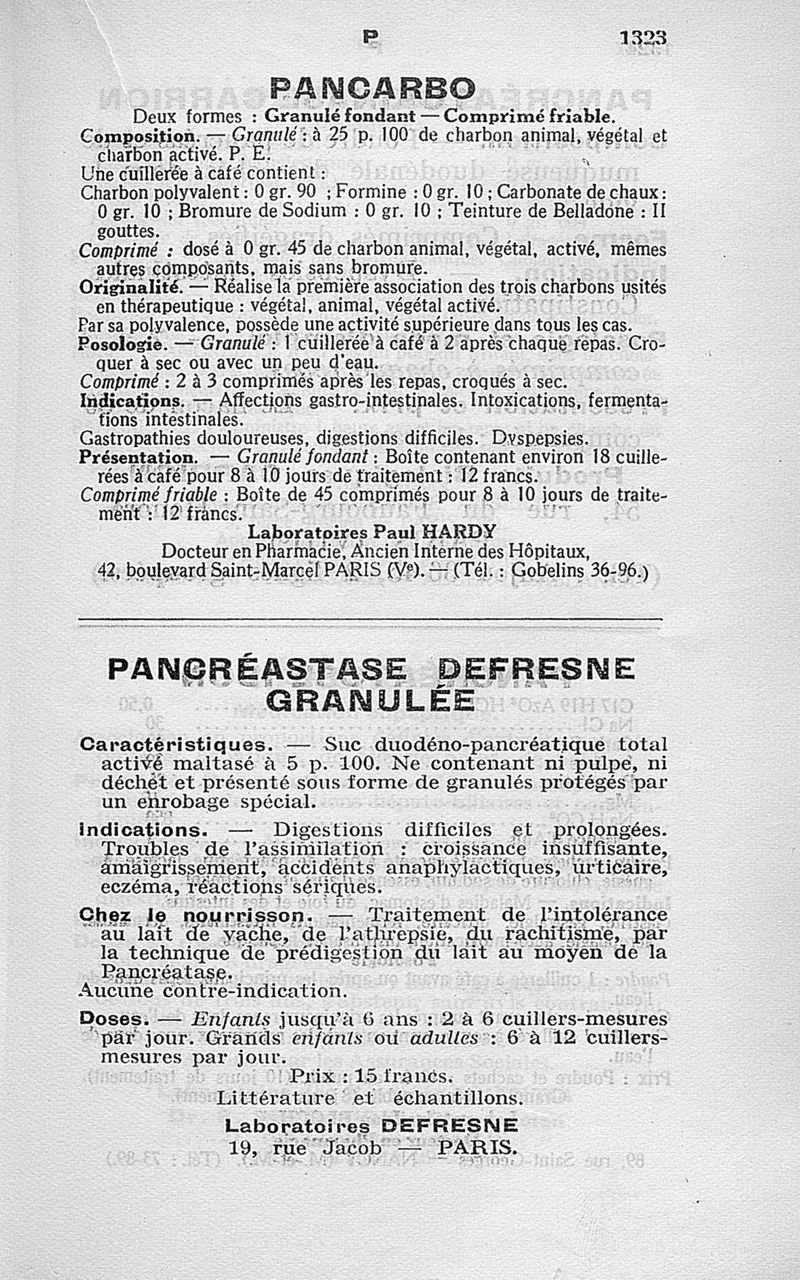 P
1323
PANCARBO
Deux formes : Granulé fondant — Comprimé friable.
Composition. — Granulé : à 25 p. 100 de charbon animal, végétal et
charbon activé. P. E.
Une cuillerée à café contient :
Charbon polyvalent : 0 gr. 90 ; Formine : 0 gr. 10 ; Carbonate de chaux :
0 gr. 10 ; Bromure de Sodium : 0 gr. 10 ; Teinture de Belladone : II
gouttes.
Comprimé : dosé à 0 gr. 45 de charbon animal, végétal, activé, mêmes
autres composants, mais sans bromure.
Originalité. — Réalise la première association des trois charbons usités
en thérapeutique : végétal, animal, végétal activé.
Par sa polyvalence, possède une activité supérieure dans tous les cas.
Posologie. — Granulé : 1 cuillerée à café à 2 après chaque repas. Cro-
quer à sec ou avec un peu d'eau.
Comprimé : 2 à 3 comprimés après les repas, croqués à sec.
Indications. — Affections gastro-intestinales. Intoxications, fermenta-
tions intestinales.
Gastropathies douloureuses, digestions difficiles. Dyspepsies.
Présentation. — Granulé fondant : Boîte contenant environ 18 cuille-
rées à café pour 8 à 10 jours de traitement : 12 francs.
Comprimé friable : Boîte de 45 comprimés pour 8 à 10 jours de traite-
ment : 12 francs.
Laboratoires Paul HARDY
Docteur en Pharmacie, Ancien Interne des Hôpitaux,
42, boulevard Saint-Marcel PARIS (Ve). — (Tél. : Gobelins 36-96.)
PANCRÉASTASE DEFRESNE
GRANULÉE
Caractéristiques. — Suc duodéno-pancréatique total
activé maltasé à 5 p. 100. Ne contenant ni pulpe, ni
déchet et présenté sous forme de granulés protégés par
un enrobage spécial.
Indications. — Digestions difficiles et prolongées.
Troubles de l'assimilation : croissance insuffisante,
amaigrissement, accidents anaphylactiques, urticaire,
eczéma, réactions sériques.
Chez le nourrisson. — Traitement de l'intolérance
au lait de vache, de l'athrepsie, du rachitisme, par
la technique de prédigestion du lait au moyen de la
Pancréatase.
Aucune contre-indication.
Doses. — Enfants jusqu'à 6 ans : 2 à 6 cuillers-mesures
par jour. Grands enfants ou adultes : 6 à 12 cuillers-
mesures par jour.
Prix : 15 francs.
Littérature et échantillons.
Laboratoires DEFRESNE
19, rue Jacob — PARIS.